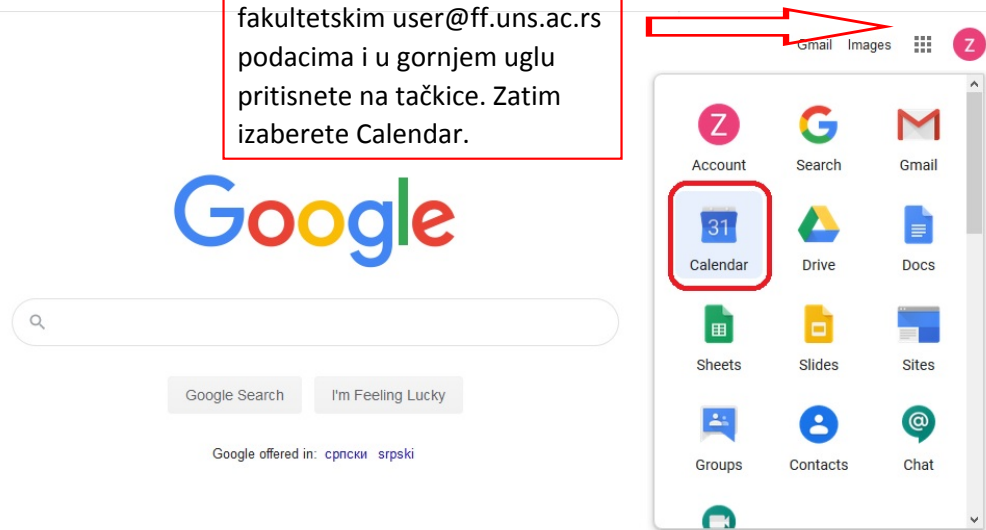 fakultetskim user@ff.uns.ac.rs
podacima i u gornjem uglu
pritisnete na tačkice. Zatim
izaberete Calendar.
Gmail Images
Z
Z
Account Search Gmail
31
Calendar Drive Docs
Sheets Slides Sites
Groups Contacts Chat
Google
Google Search I'm Feeling Lucky
Google offered in: српски srpski